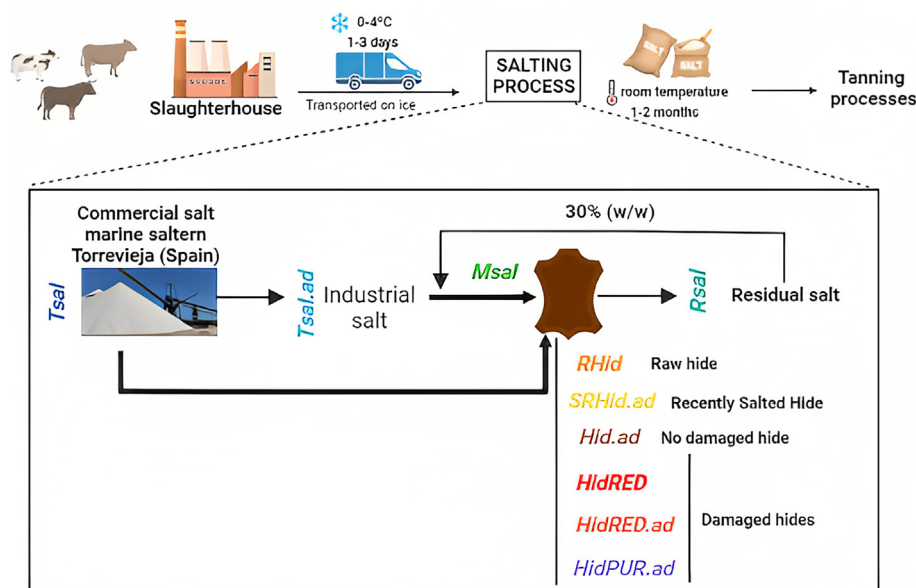 0-4ºC
1-3 days
Slaughterhouse
Transported on ice
SALTING
PROCESS
SALT
SALT
room temperature
1-2 months
Tanning
processes
Commercial salt
marine saltern
Torrevieja (Spain)
Tsal
Tsal.ad
Industrial
salt
30% (w/w)
Msal
Rsal
Residual salt
RHid Raw hide
SRHid.ad Recently Salted Hide
Hid.ad No damaged hide
HidRED
HidRED.ad Damaged hides
HidPUR.ad